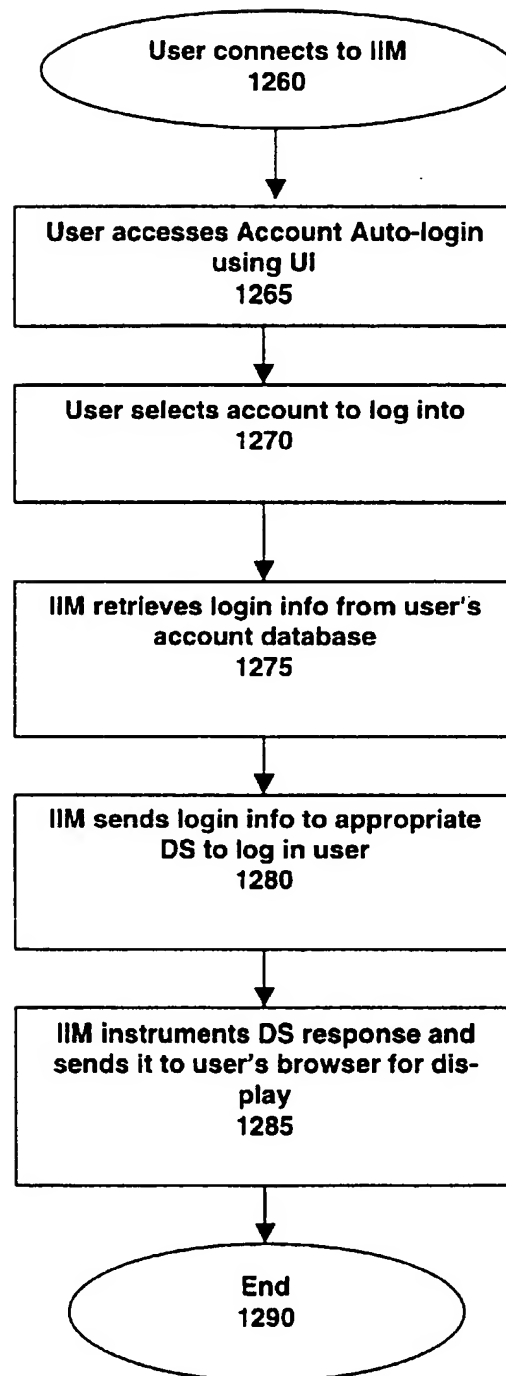 User connects to IIM
1260
User accesses Account Auto-login
using UI
1265
User selects account to log into
1270
IIM retrieves login info from user's
account database
1275
IIM sends login info to appropriate
DS to log in user
1280
IIM instruments DS response and
sends it to user's browser for dis-
play
1285
End
1290